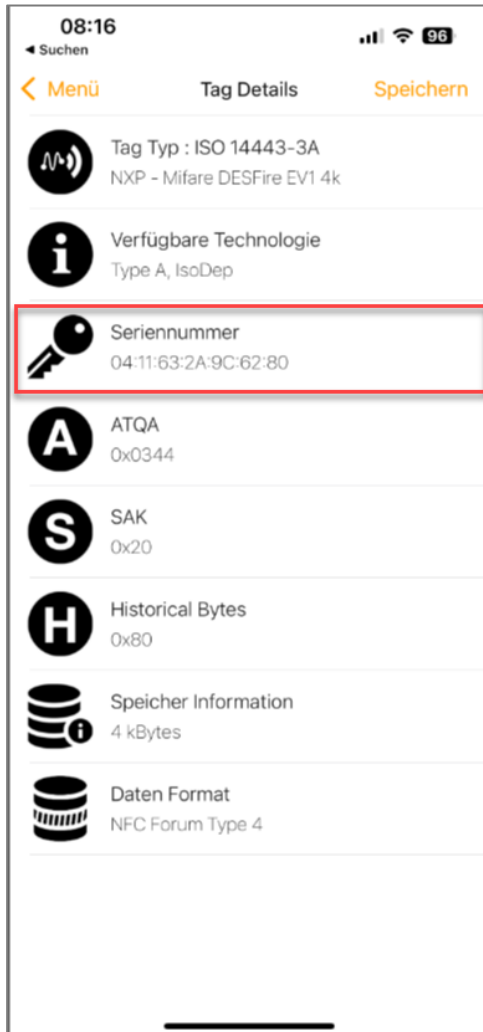 08:16
96
Suchen
Menü
Tag Details
Speichern
Tag Typ : ISO 14443-3A
NXP - Mifare DESFire EV1 4k
Verfügbare Technologie
Type A, IsoDep
Seriennummer
04:11:63:2A:9C:62:80
A
ATQA
0x0344
S
SAK
0x20
H
Historical Bytes
0x80
Speicher Information
4 kBytes
Daten Format
NFC Forum Type 4